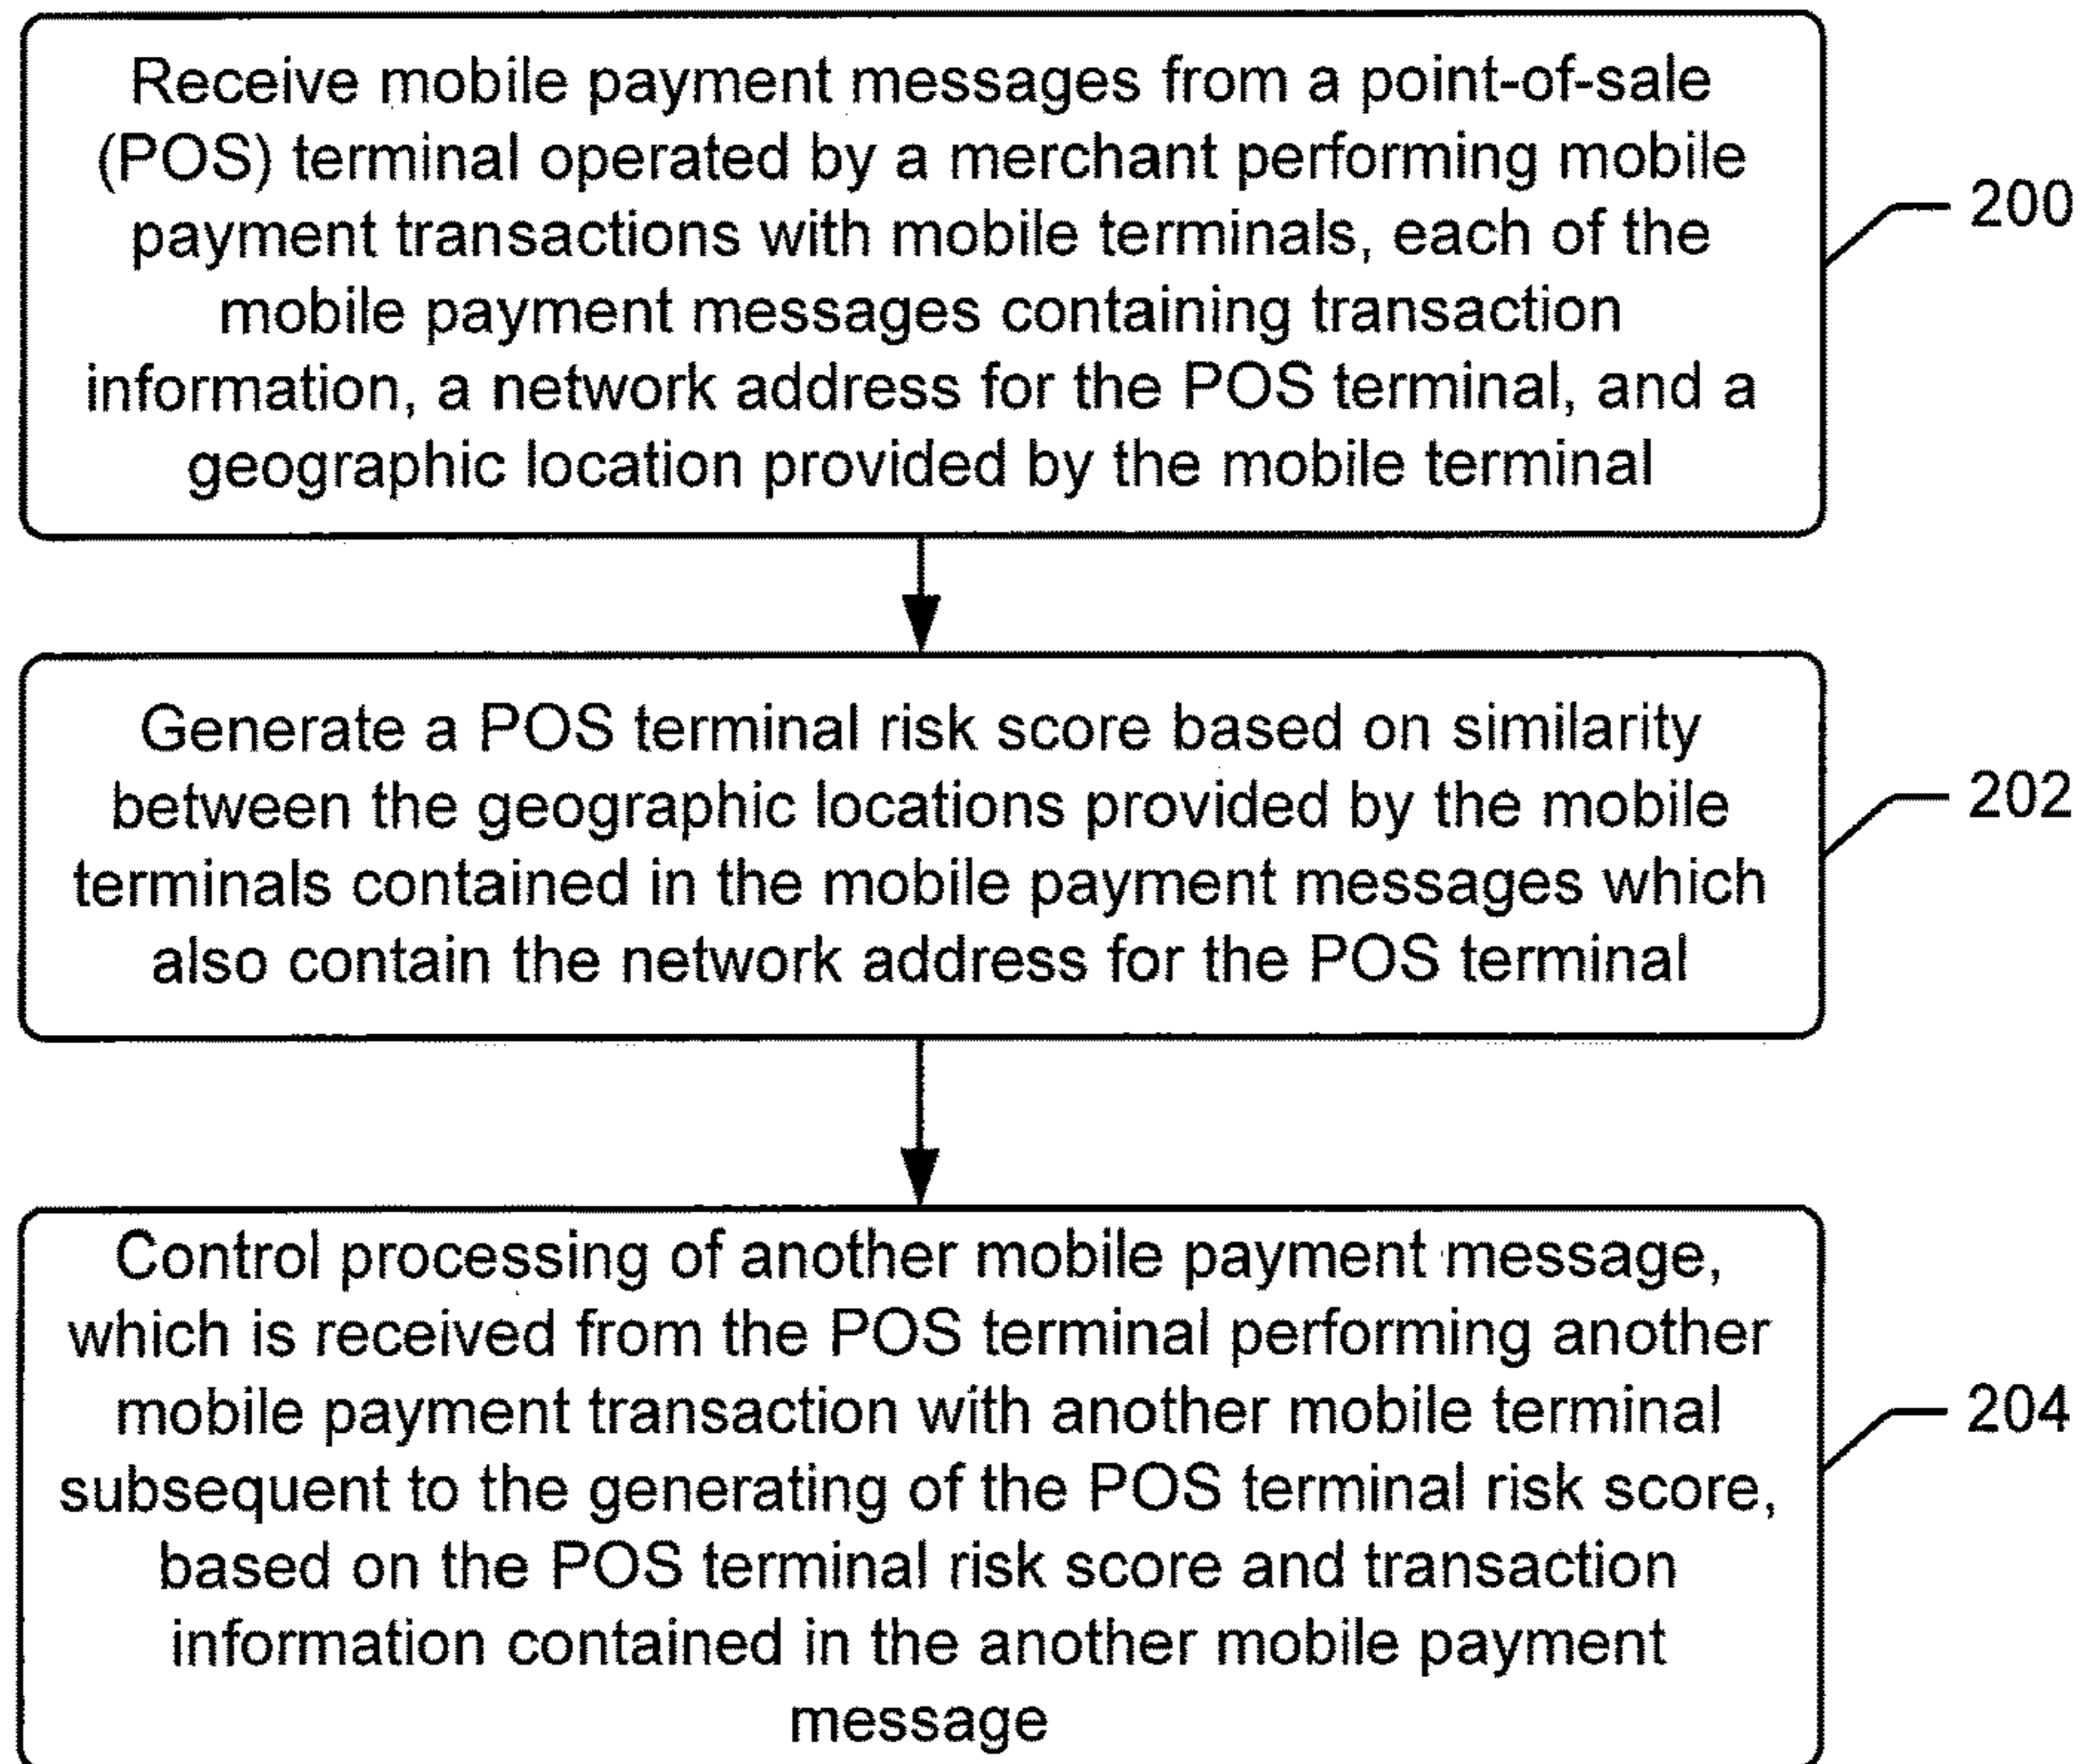 Receive mobile payment messages from a point-of-sale
(POS) terminal operated by a merchant performing mobile
payment transactions with mobile terminals, each of the
mobile payment messages containing transaction
information, a network address for the POS terminal, and a
geographic location provided by the mobile terminal
200
Generate a POS terminal risk score based on similarity
between the geographic locations provided by the mobile
terminals contained in the mobile payment messages which
also contain the network address for the POS terminal
202
Control processing of another mobile payment message,
which is received from the POS terminal performing another
mobile payment transaction with another mobile terminal
subsequent to the generating of the POS terminal risk score,
based on the POS terminal risk score and transaction
information contained in the another mobile payment
message
204